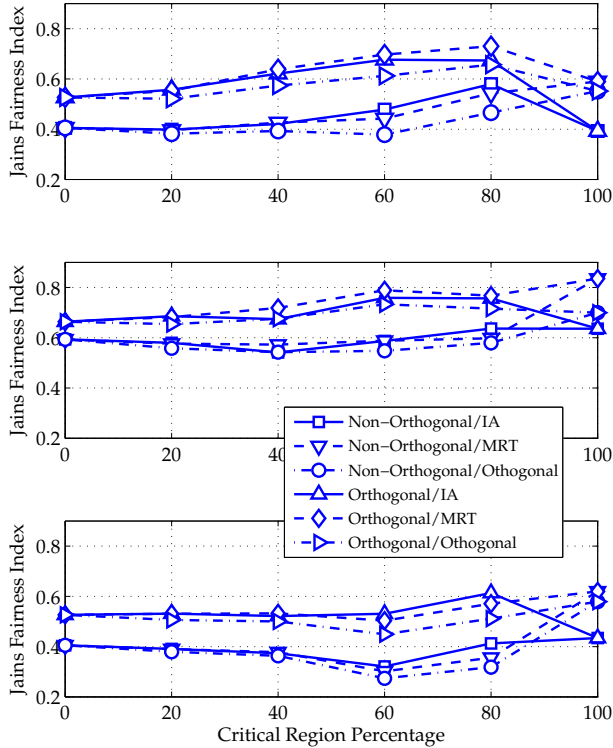 Jains Fairness Index
0.8
0.6
0.4
0.2
0 20 40 60 80 100
Jains Fairness Index
0.8
0.6
0.4
0.2
0 20 40
Non−Orthogonal/IA
Non−Orthogonal/MRT
Non−Orthogonal/Othogonal
Orthogonal/IA
Orthogonal/MRT
Orthogonal/Othogonal
100
Jains Fairness Index
0.8
0.6
0.4
0.2
0 20 40 60 80 100
Critical Region Percentage